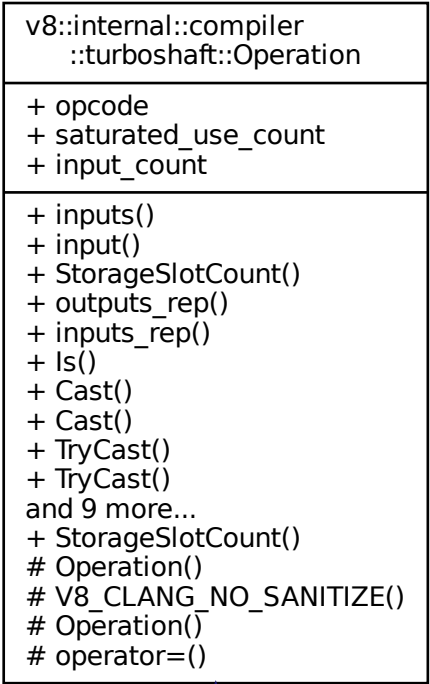 v8::internal::compiler
::turboshaft::Operation
+ opcode
+ saturated_use_count
+ input_count
+ inputs()
+ input()
+ StorageSlotCount()
+ outputs_rep()
+ inputs_rep()
+ Is()
+ Cast()
+ Cast()
+ TryCast()
+ TryCast()
and 9 more...
+ StorageSlotCount()
# Operation()
# V8_CLANG_NO_SANITIZE()
# Operation()
# operator=()